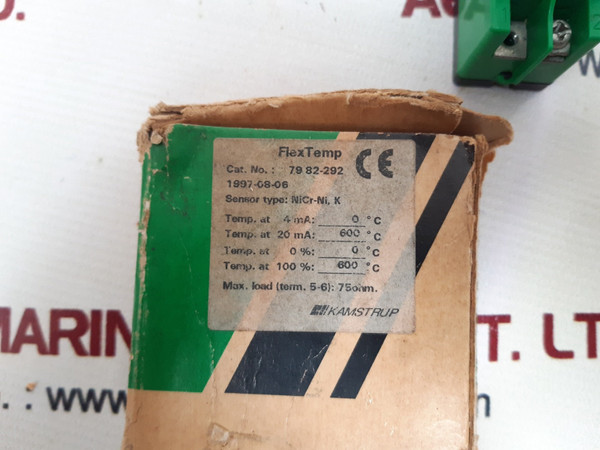 FlexTemp
CE
Cat. No.: 79 82-292
1997-08-06
Sensor type: NiCr-Ni, K
Temp. at 4 mA: 0 °C
Temp. at 20 mA: 600 °C
Temp. at 0 %: 0 °C
Temp. at 100 %: 600 °C
Max. load (term. 5-6): 75ohm.
KAMSTRUP
MARIN
T. LT